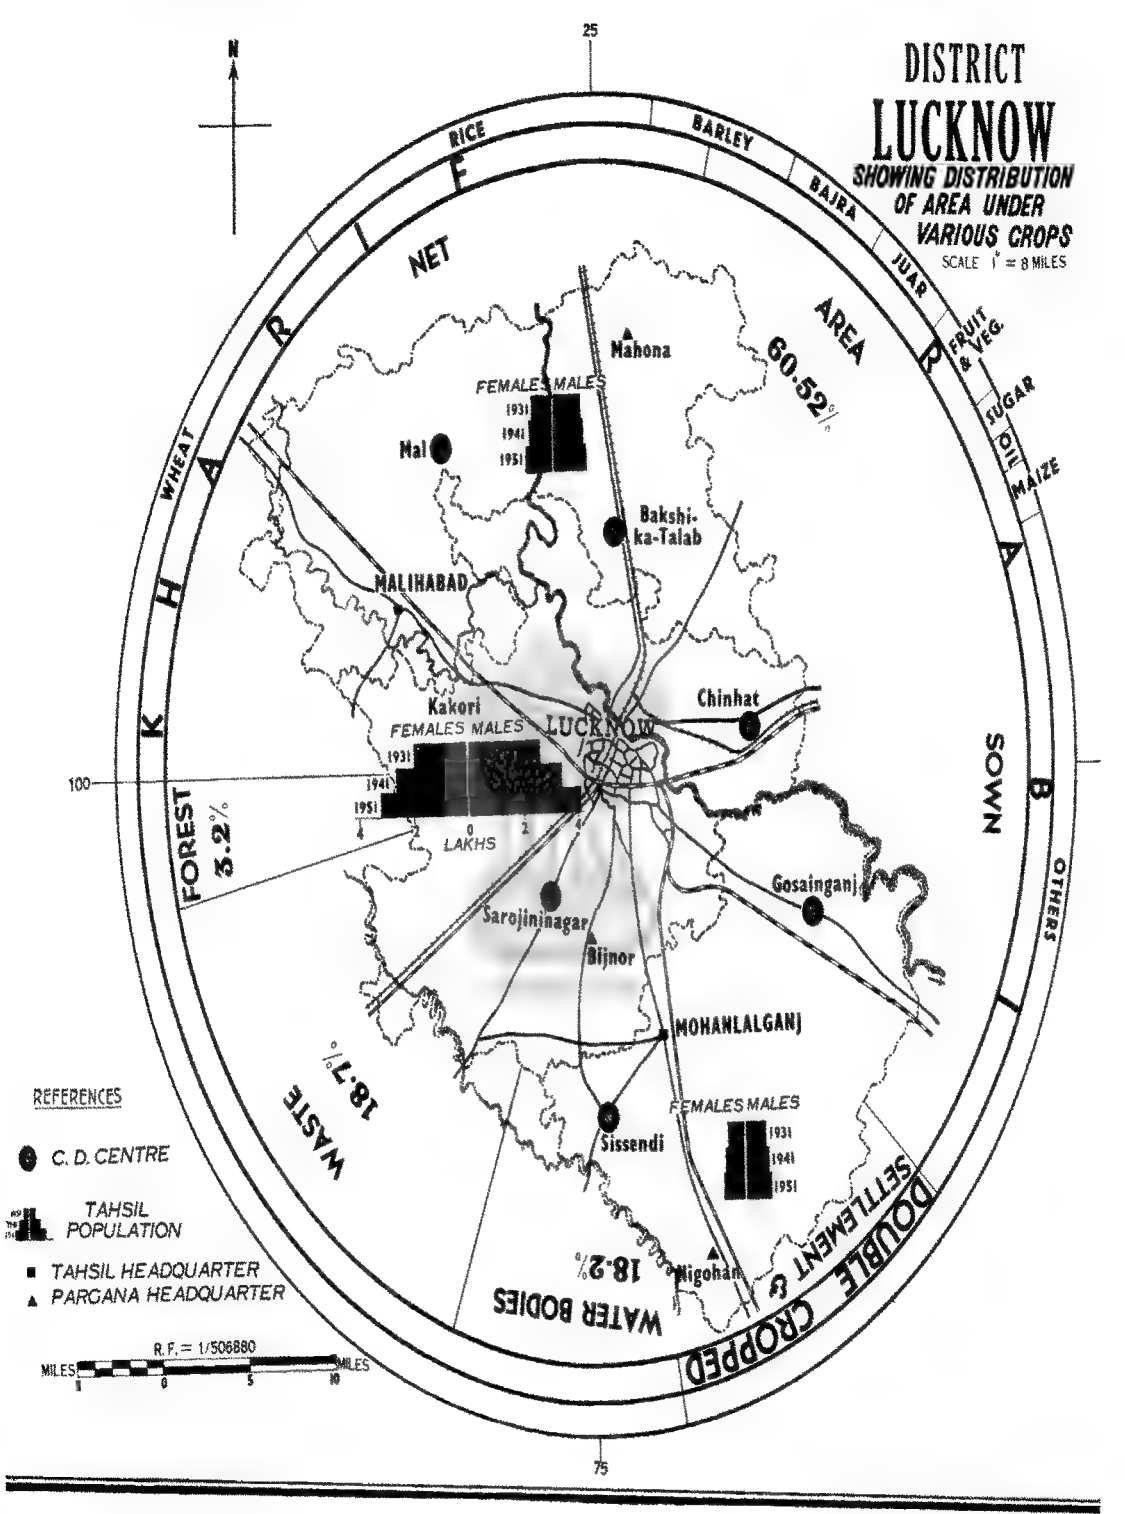 DISTRICT
LUCKNOW
SHOWING DISTRIBUTION
OF AREA UNDER
VARIOUS CROPS
SCALE 1" = 8 MILES
N
25
RICE
BARLEY
BAJRA
JUAR
FRUIT
& VEG.
SUGAR
OIL
MAIZE
OTHERS
WHEAT
KHARIF
RABI
NET
AREA
SOWN
60.52%
Mahona
FEMALES MALES
1931
1941
1951
Mal
Bakshi-
ka-Talab
MALIHABAD
Chinhat
Kakori
LUCKNOW
FEMALES MALES
1931
1941
1951
4 2 0 2 4
LAKHS
100
FOREST
3.2%
Gosainganj
Sarojininagar
Bijnor
MOHANLALGANJ
WASTE
18.7%
FEMALES MALES
1931
1941
1951
Sissendi
Nigohan
SETTLEMENT &
DOUBLE CROPPED
WATER BODIES
18.2%
75
REFERENCES
C. D. CENTRE
TAHSIL
POPULATION
TAHSIL HEADQUARTER
PARGANA HEADQUARTER
R. F. = 1/506880
MILES MILES
0 5 10